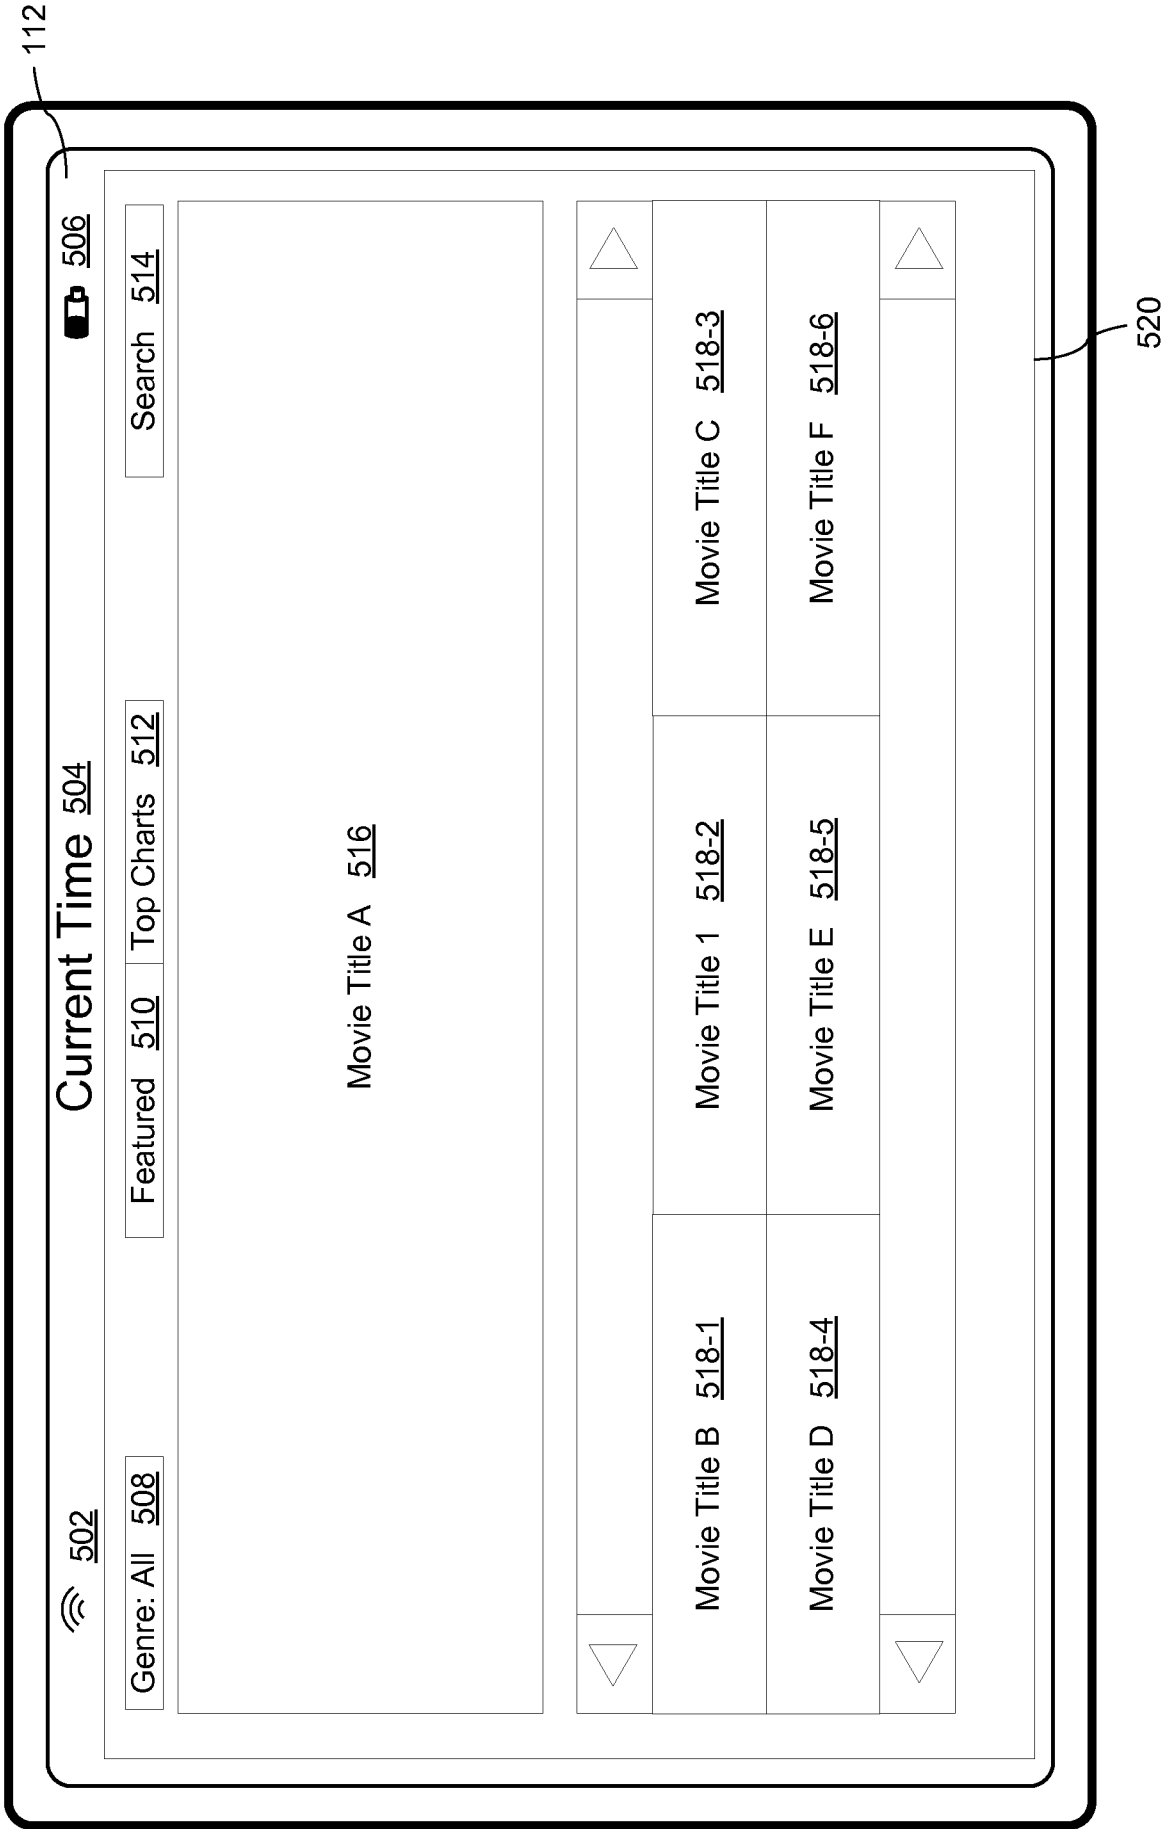 112
502
Current Time 504
506
Genre: All 508
Featured 510
Top Charts 512
Search 514
Movie Title A 516
Movie Title B 518-1
Movie Title 1 518-2
Movie Title C 518-3
Movie Title D 518-4
Movie Title E 518-5
Movie Title F 518-6
520